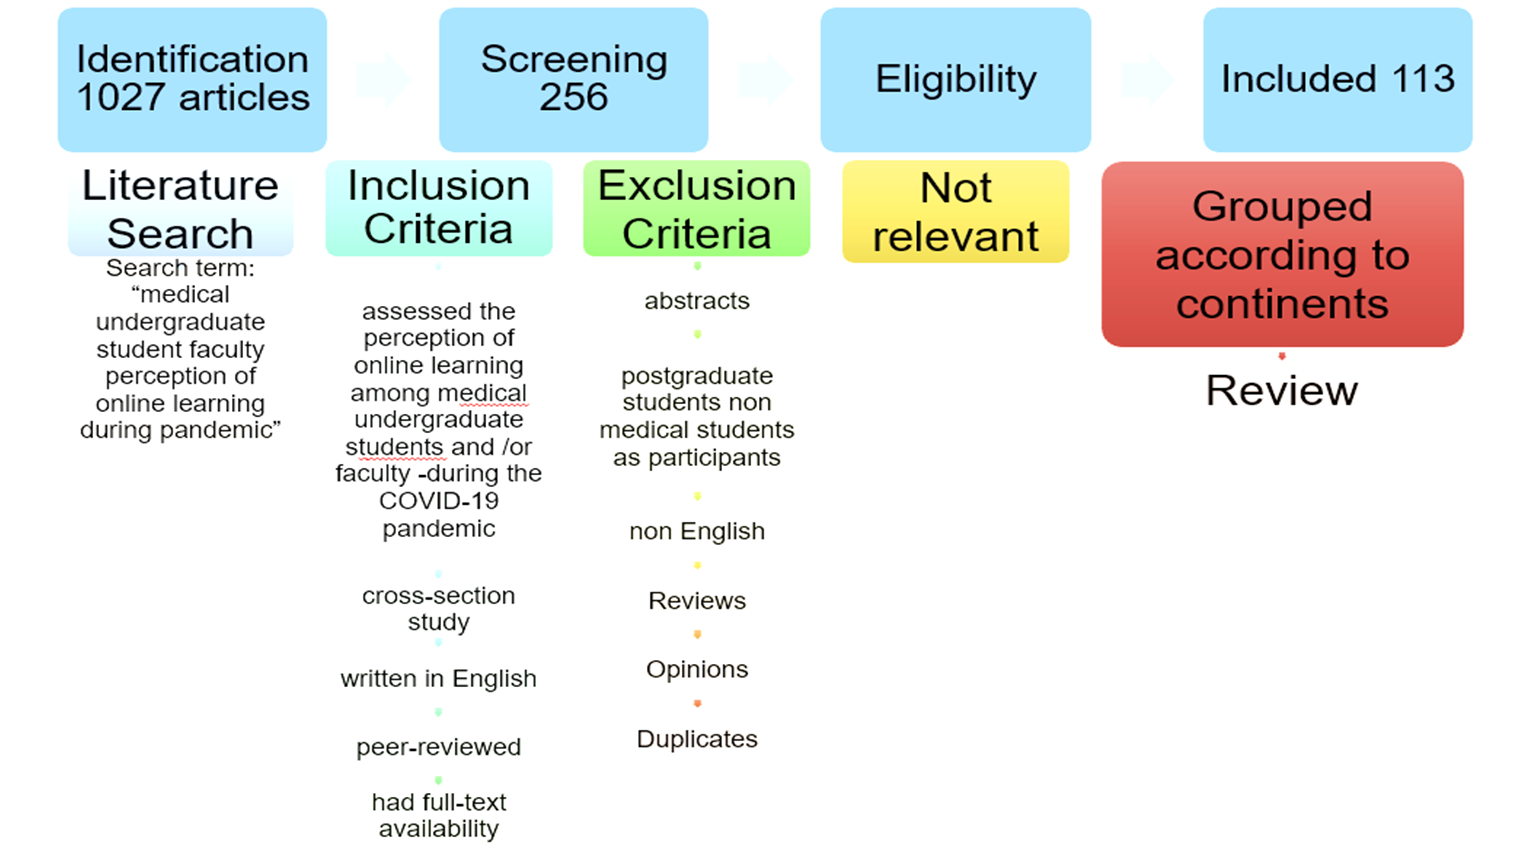 Identification
1027 articles
Screening
256
Eligibility
Included 113
Literature
Search
Search term:
“medical
undergraduate
student faculty
perception of
online learning
during pandemic”
Inclusion
Criteria
assessed the
perception of
online learning
among medical
undergraduate
students and /or
faculty -during the
COVID-19
pandemic
cross-section
study
written in English
peer-reviewed
had full-text
availability
Exclusion
Criteria
abstracts
postgraduate
students non
medical students
as participants
non English
Reviews
Opinions
Duplicates
Not
relevant
Grouped
according to
continents
Review